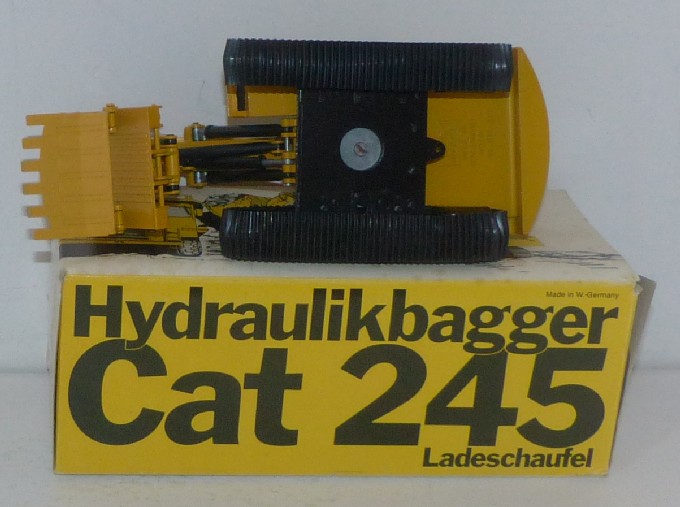 Made in W.-Germany
Hydraulikbagger
Cat 245
Ladeschaufel